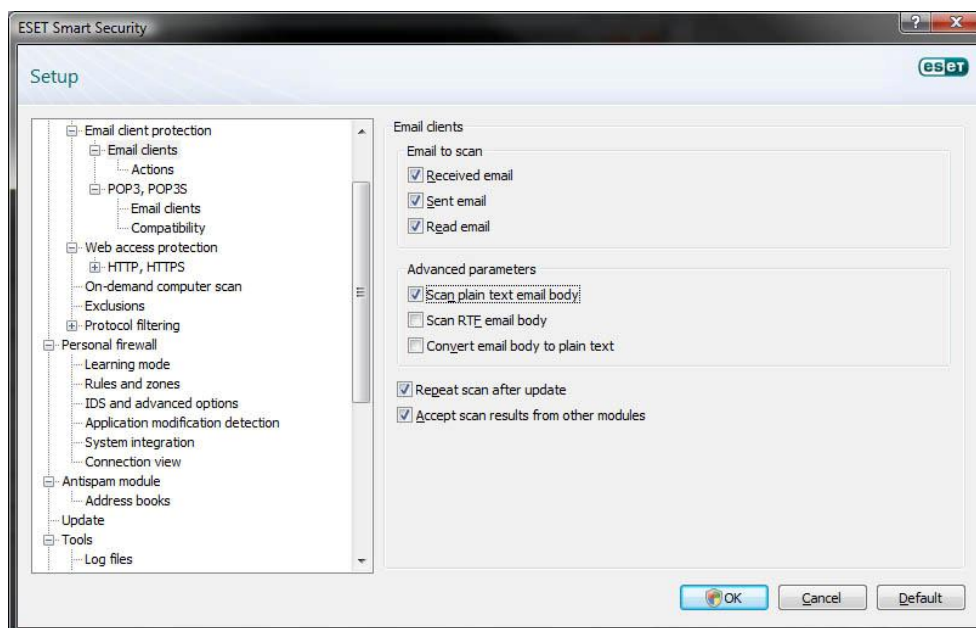 ESET Smart Security
Setup
eseT
Email client protection
Email clients
Actions
POP3, POP3S
Email clients
Compatibility
Web access protection
HTTP, HTTPS
On-demand computer scan
Exclusions
Protocol filtering
Personal firewall
Learning mode
Rules and zones
IDS and advanced options
Application modification detection
System integration
Connection view
Antispam module
Address books
Update
Tools
Log files
Email clients
Email to scan
Received email
Sent email
Read email
Advanced parameters
Scan plain text email body
Scan RTF email body
Convert email body to plain text
Repeat scan after update
Accept scan results from other modules
OK
Cancel
Default